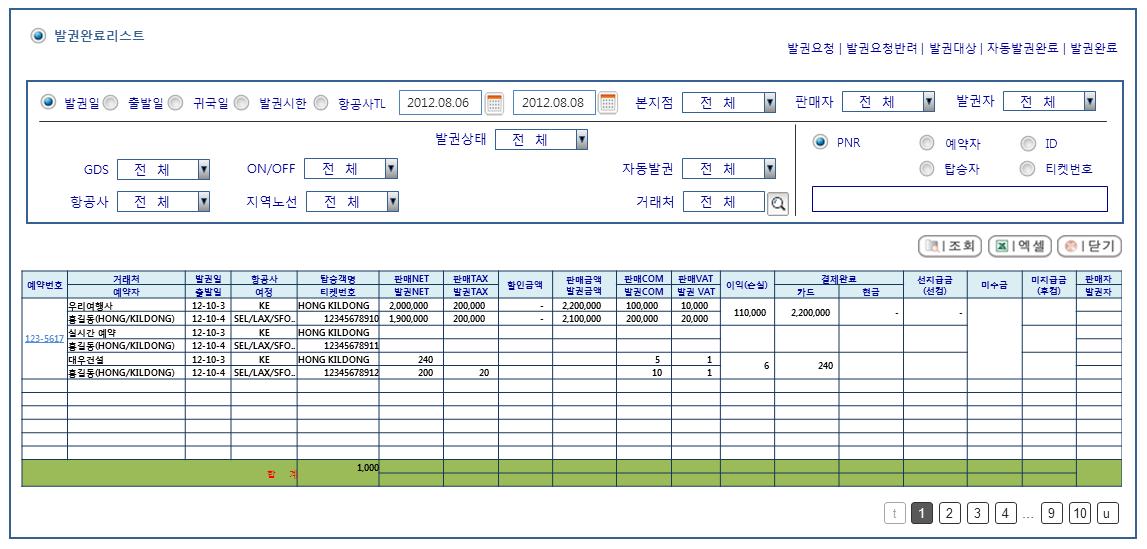 발권완료리스트
발권요청 | 발권요청반려 | 발권대상 | 자동발권완료 | 발권완료
발권일 출발일 귀국일 발권시한 항공사TL 2012.08.06 2012.08.08 본지점 전 체 판매자 전 체 발권자 전 체
발권상태 전 체
PNR 예약자 ID
GDS 전 체 ON/OFF 전 체 자동발권 전 체
탑승자 티켓번호
항공사 전 체 지역노선 전 체 거래처 전 체
조회 엑셀 닫기
예약번호 거래처 발권일 항공사 탑승객명 판매NET 판매TAX 할인금액 판매금액 판매COM 판매VAT 이익(순실) 결제완료 선지급금 미수금 미지급금 판매자
예약자 출발일 여정 티켓번호 발권NET 발권TAX 발권금액 발권COM 발권 VAT 카드 현금 (선정) (후정) 발권자
우리여행사 12-10-3 KE HONG KILDONG 2,000,000 200,000 - 2,200,000 100,000 10,000 110,000 2,200,000 - -
홍길동(HONG/KILDONG) 12-10-4 SEL/LAX/SFO.. 12345678910 1,900,000 200,000 - 2,100,000 200,000 20,000
123-5617 실시간 예약 12-10-3 KE HONG KILDONG
홍길동(HONG/KILDONG) 12-10-4 SEL/LAX/SFO.. 12345678911
대우건설 12-10-3 KE HONG KILDONG 240 5 1 6 240
홍길동(HONG/KILDONG) 12-10-4 SEL/LAX/SFO.. 12345678912 200 20 10 1
합 계 1,000
t 1 2 3 4 ... 9 10 u